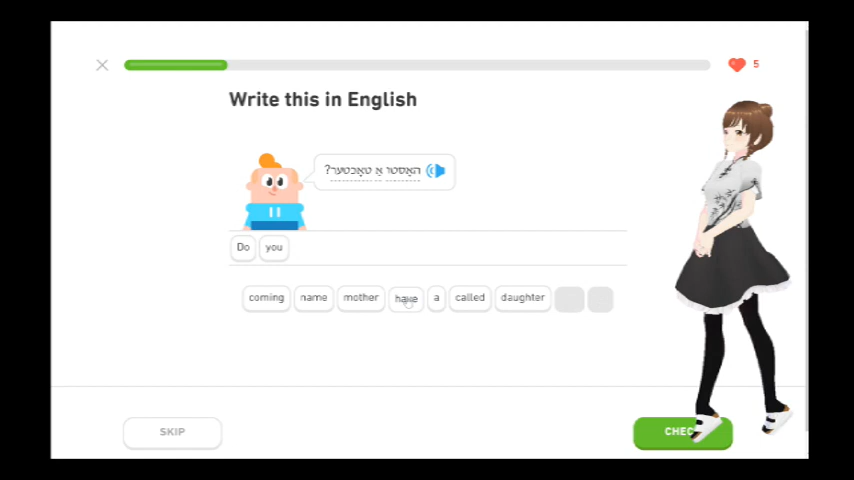 5
Write this in English
האָסטו אַ טאָכטער?
Do you
coming name mother have a called daughter
SKIP CHEC